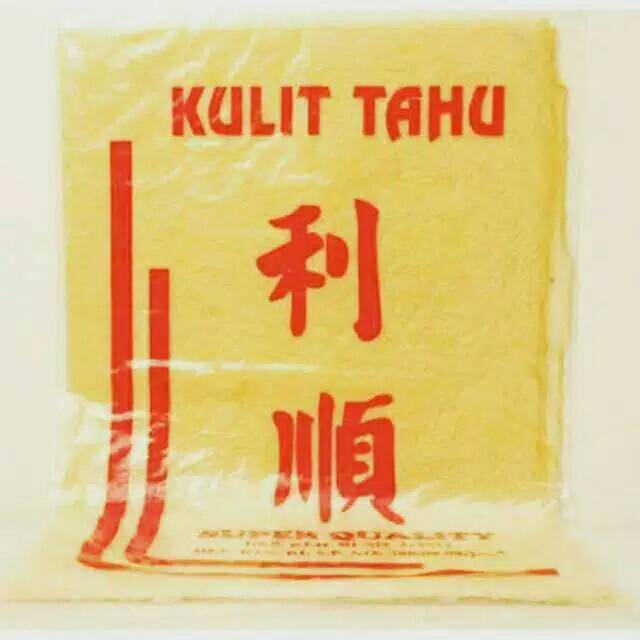 KULIT TAHU
利
順
SUPER QUALITY